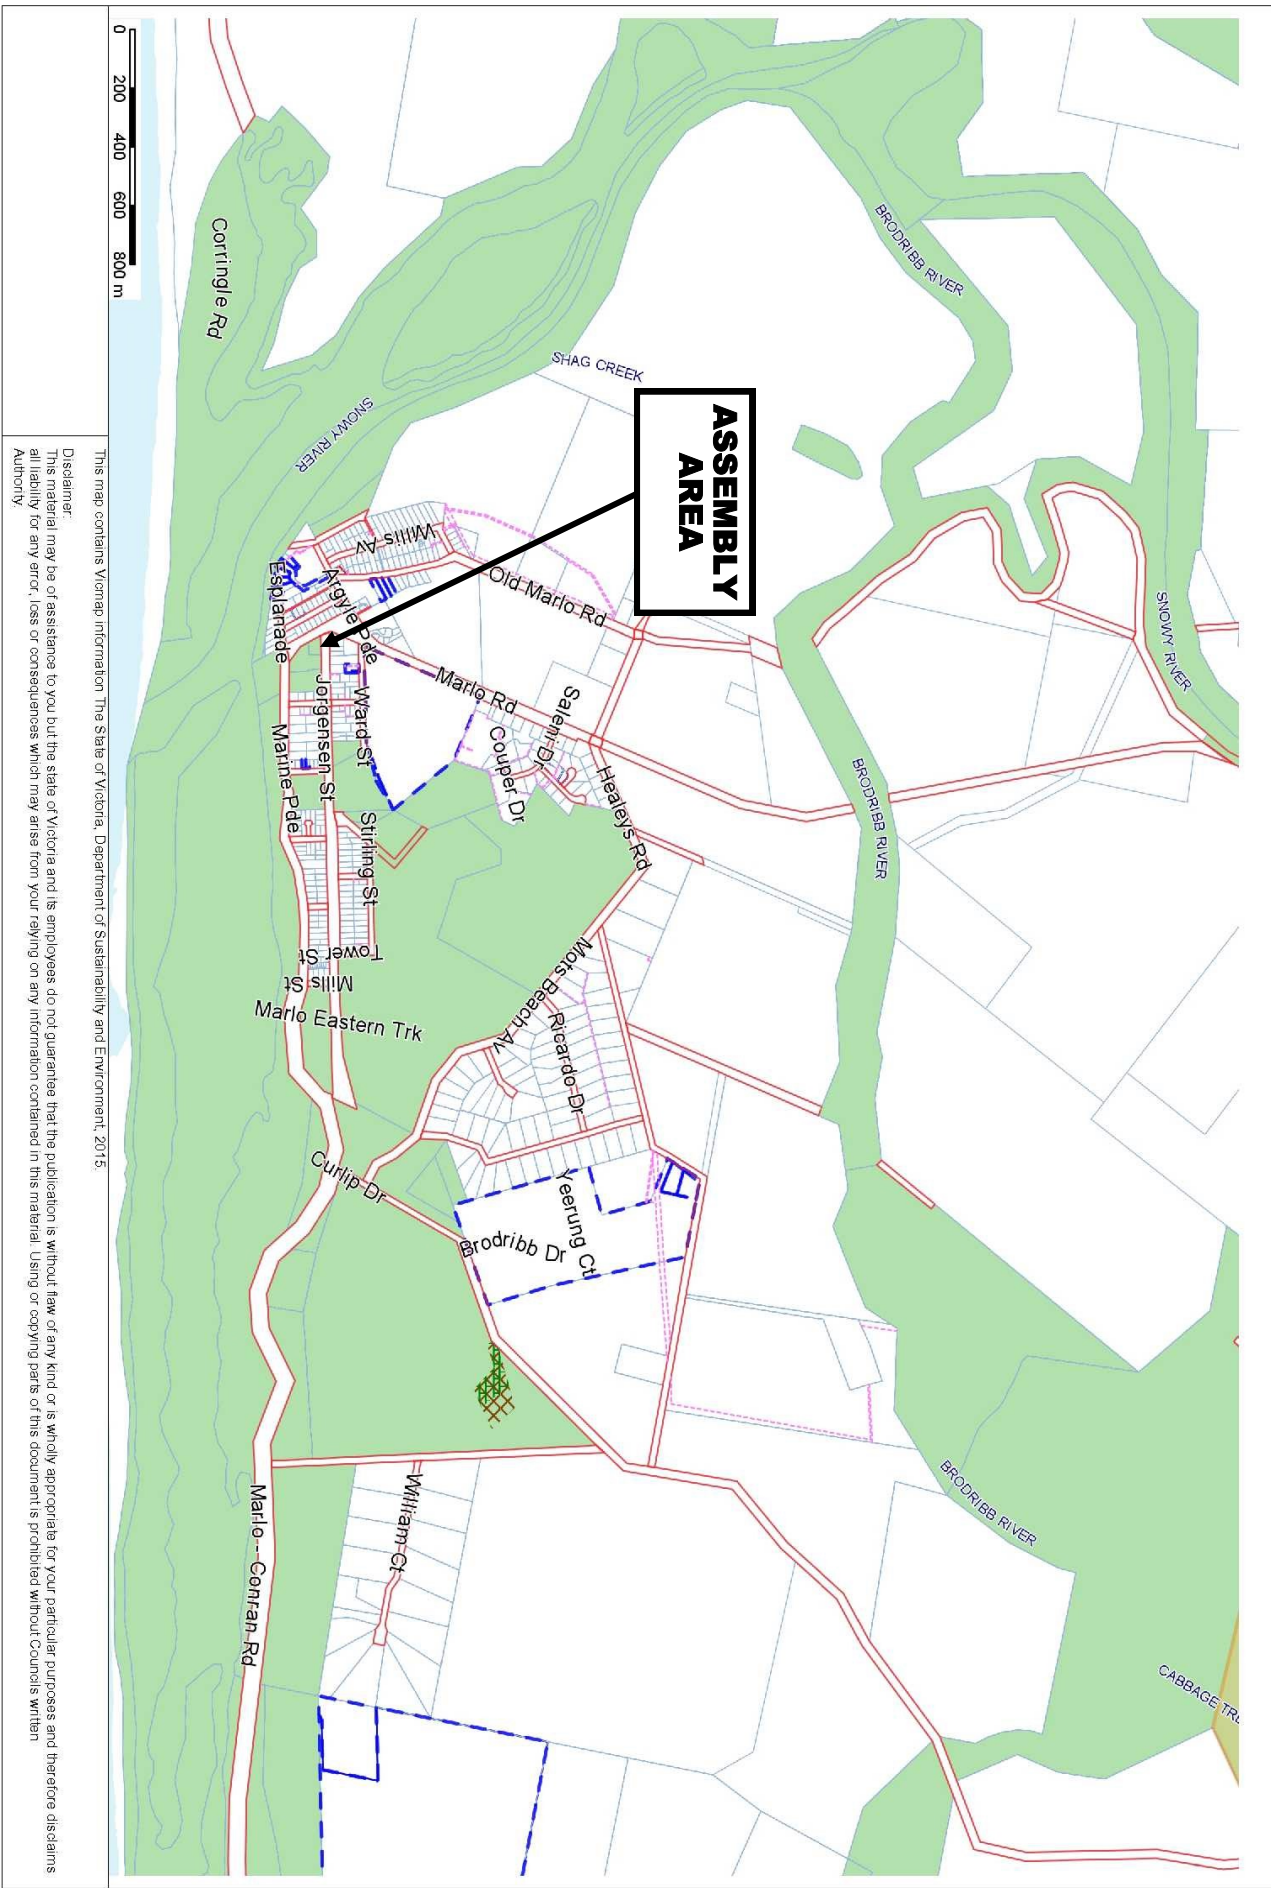 CABBAGE TRE
SNOWY RIVER
BRODRIBB RIVER
BRODRIBB RIVER
BRODRIBB RIVER
SHAG CREEK
SNOWY RIVER
ASSEMBLY
AREA
Old Marlo Rd
Marlo Rd
Saleni Dr
Couper Dr
Healeys Rd
Willis Av
Argyle Pde
Esplanade
Ward St
Jorgensen St
Marine Pde
Stirling St
Tower St
Mills St
Marlo Eastern Trk
Mots Beach Av
Ricardo Dr
Yeerung Ct
Brodribb Dr
Curlip Dr
William Ct
Marlo - Conran Rd
Corringle Rd
0 200 400 600 800 m
This map contains Vicmap information The State of Victoria, Department of Sustainability and Environment, 2015.
Disclaimer:
This material may be of assistance to you but the state of Victoria and its employees do not guarantee that the publication is without flaw of any kind or is wholly appropriate for your particular purposes and therefore disclaims
all liability for any error, loss or consequences which may arise from your relying on any information contained in this material. Using or copying parts of this document is prohibited without Councils written
Authority.